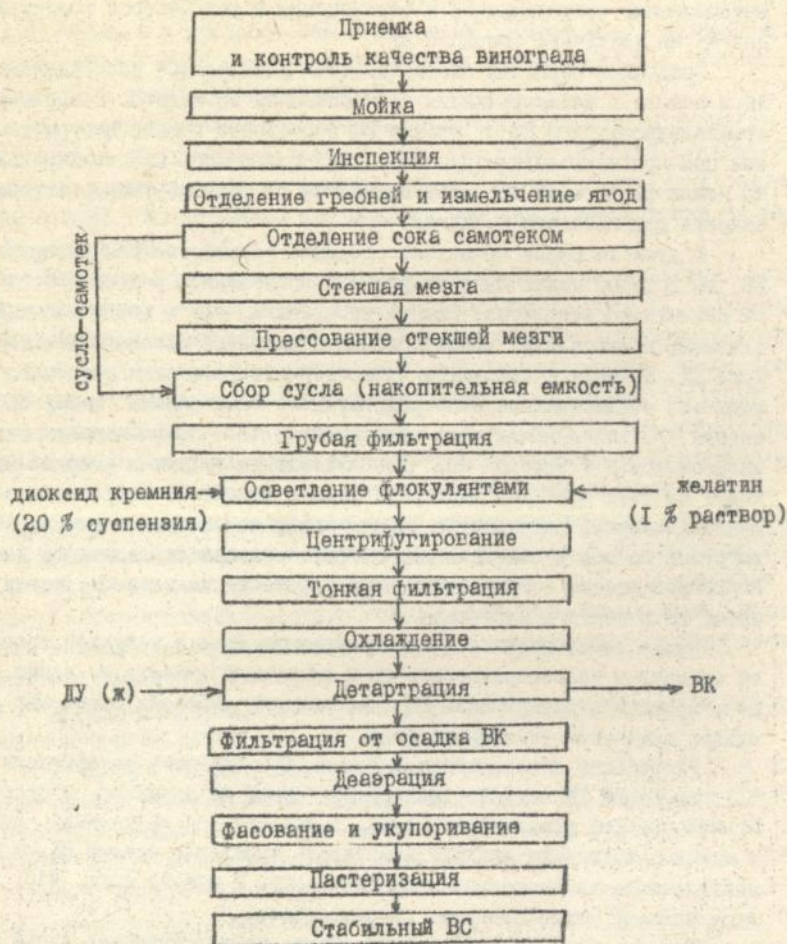 Приемка
и контроль качества винограда
Мойка
Инспекция
Отделение гребней и измельчение ягод
Отделение сока самотеком
сусло-самотек
Стекшая мезга
Прессование стекшей мезги
Сбор сусла (накопительная емкость)
Грубая фильтрация
диоксид кремния
(20 % суспензия)
Осветление флокулянтами
желатин
(I % раствор)
Центрифугирование
Тонкая фильтрация
Охлаждение
ДУ (ж)
Детартрация
ВК
Фильтрация от осадка ВК
Деаэрация
Фасование и укупоривание
Пастеризация
Стабильный ВС